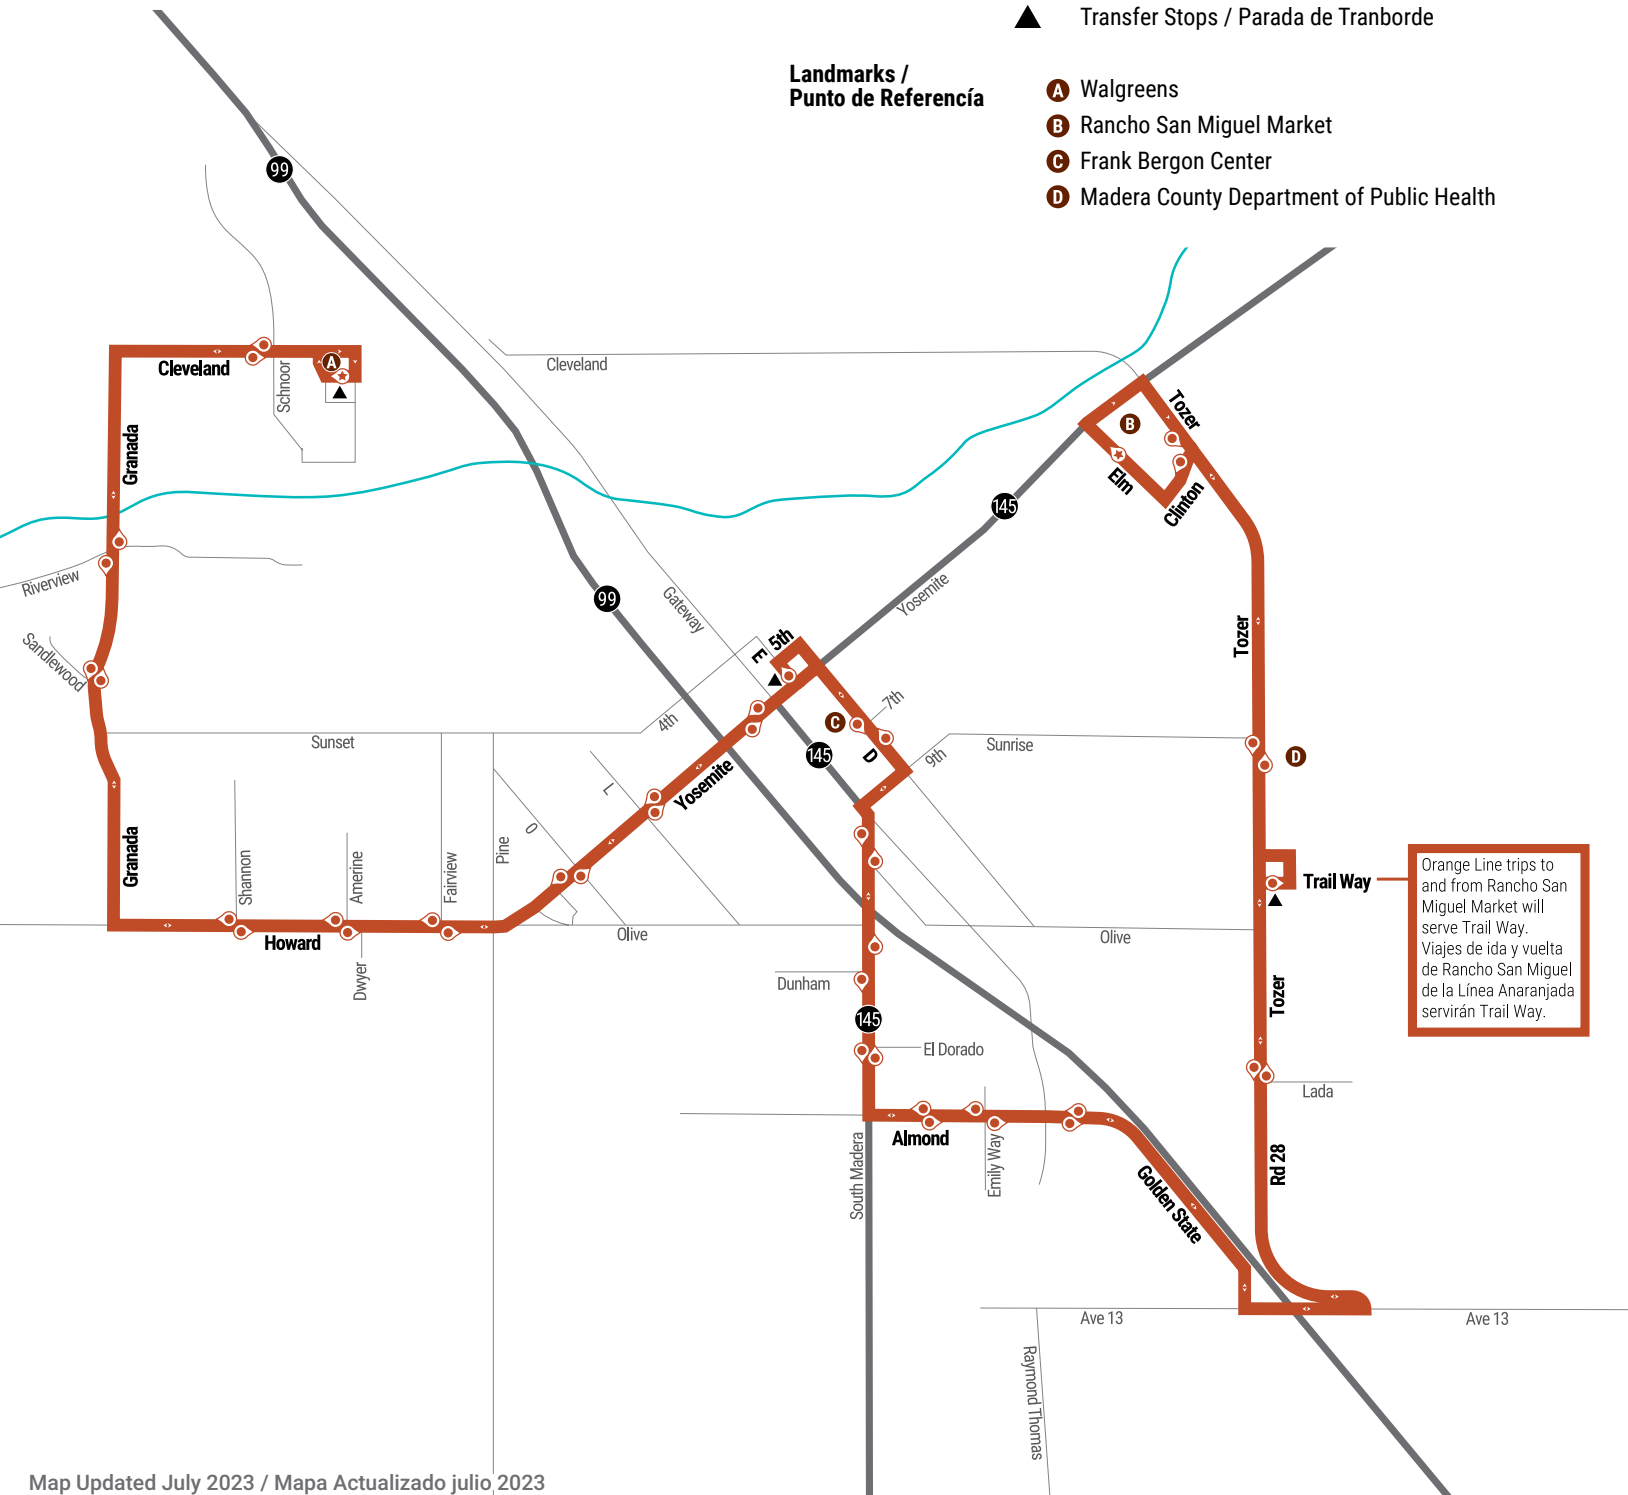 Transfer Stops / Parada de Tranborde
Landmarks /
Punto de Referencía
A Walgreens
B Rancho San Miguel Market
C Frank Bergon Center
D Madera County Department of Public Health
99
Cleveland
Schnoor
A
Cleveland
Granada
Tozer
B
Elm
Clinton
145
Riverview
Sandlewood
99
Gateway
Yosemite
5th
E
Tozer
4th
7th
C
D
145
9th
Sunset
Sunrise
D
Yosemite
L
O
Granada
Shannon
Amerine
Fairview
Pine
Trail Way
Orange Line trips to
and from Rancho San
Miguel Market will
serve Trail Way.
Viajes de ida y vuelta
de Rancho San Miguel
de la Línea Anaranjada
servirán Trail Way.
Howard
Olive
Olive
Dwyer
Dunham
Tozer
145
El Dorado
Lada
Almond
South Madera
Emily Way
Rd 28
Golden State
Ave 13
Ave 13
Raymond Thomas
Map Updated July 2023 / Mapa Actualizado julio 2023